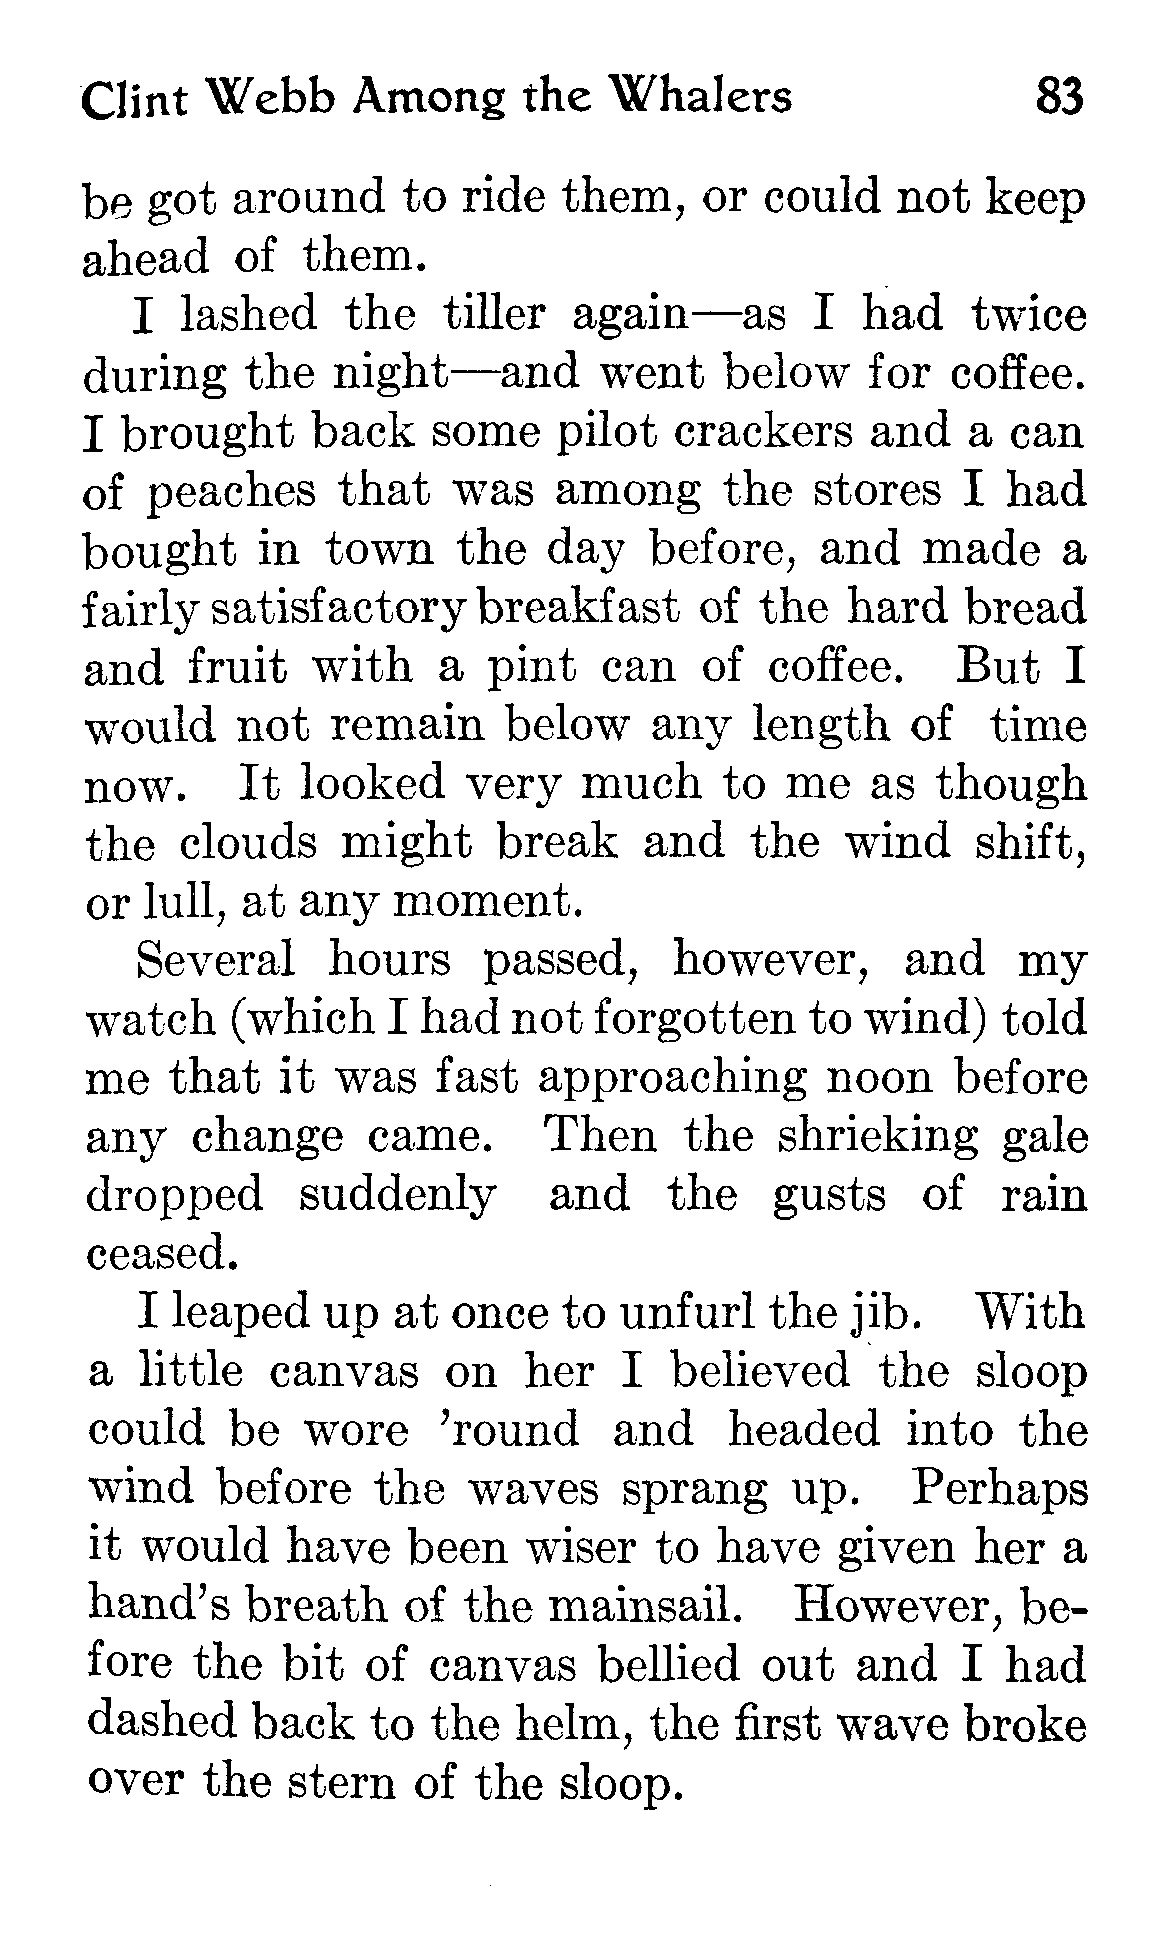 Clint Webb Among the Whalers 83
be got around to ride them, or could not keep
ahead of them.
I lashed the tiller again—as I had twice
during the night—and went below for coffee.
I brought back some pilot crackers and a can
of peaches that was among the stores I had
bought in town the day before, and made a
fairly satisfactory breakfast of the hard bread
and fruit with a pint can of coffee. But I
would not remain below any length of time
now. It looked very much to me as though
the clouds might break and the wind shift,
or lull, at any moment.
Several hours passed, however, and my
watch (which I had not forgotten to wind) told
me that it was fast approaching noon before
any change came. Then the shrieking gale
dropped suddenly and the gusts of rain
ceased.
I leaped up at once to unfurl the jib. With
a little canvas on her I believed the sloop
could be wore ’round and headed into the
wind before the waves sprang up. Perhaps
it would have been wiser to have given her a
hand’s breath of the mainsail. However, be-
fore the bit of canvas bellied out and I had
dashed back to the helm, the first wave broke
over the stern of the sloop.